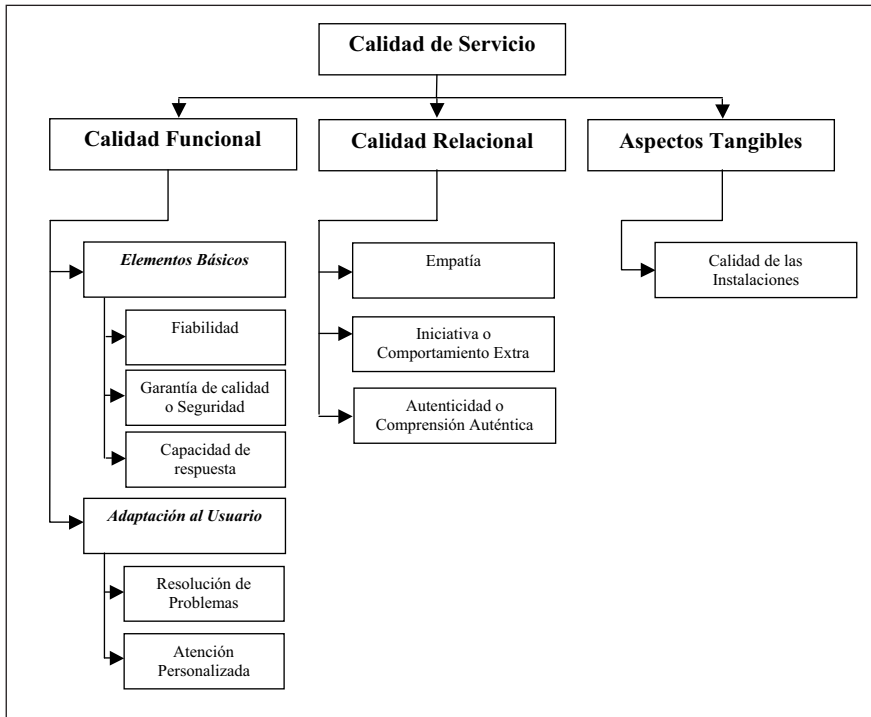 Calidad de Servicio
Calidad Funcional
Calidad Relacional
Aspectos Tangibles
Elementos Básicos
Fiabilidad
Garantía de calidad
o Seguridad
Capacidad de
respuesta
Adaptación al Usuario
Resolución de
Problemas
Atención
Personalizada
Empatía
Iniciativa o
Comportamiento Extra
Autenticidad o
Comprensión Auténtica
Calidad de las
Instalaciones